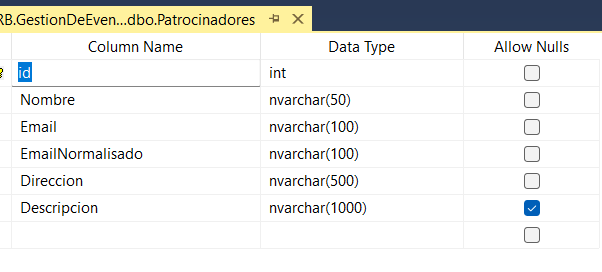 RB.GestionDeEven...dbo.Patrocinadores
Column Name Data Type Allow Nulls
id int
Nombre nvarchar(50)
Email nvarchar(100)
EmailNormalisado nvarchar(100)
Direccion nvarchar(500)
Descripcion nvarchar(1000)